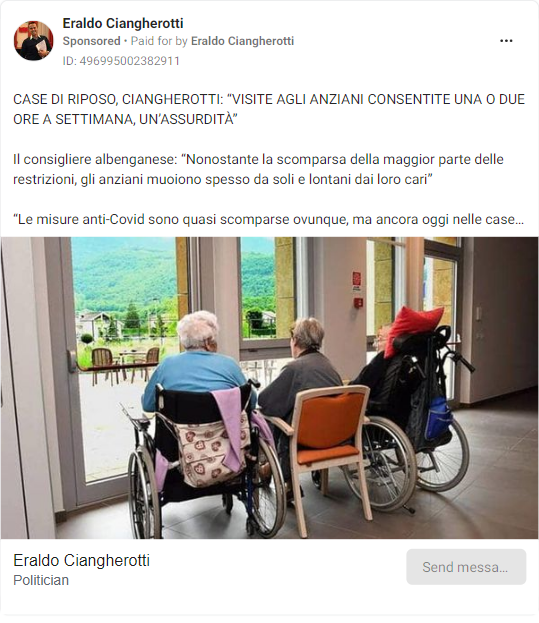 Eraldo Ciangherotti
Sponsored • Paid for by Eraldo Ciangherotti
ID: 496995002382911
CASE DI RIPOSO, CIANGHEROTTI: “VISITE AGLI ANZIANI CONSENTITE UNA O DUE
ORE A SETTIMANA, UN'ASSURDITÀ”
Il consigliere albenganese: “Nonostante la scomparsa della maggior parte delle
restrizioni, gli anziani muoiono spesso da soli e lontani dai loro cari”
“Le misure anti-Covid sono quasi scomparse ovunque, ma ancora oggi nelle case...
Eraldo Ciangherotti
Politician
Send messa...